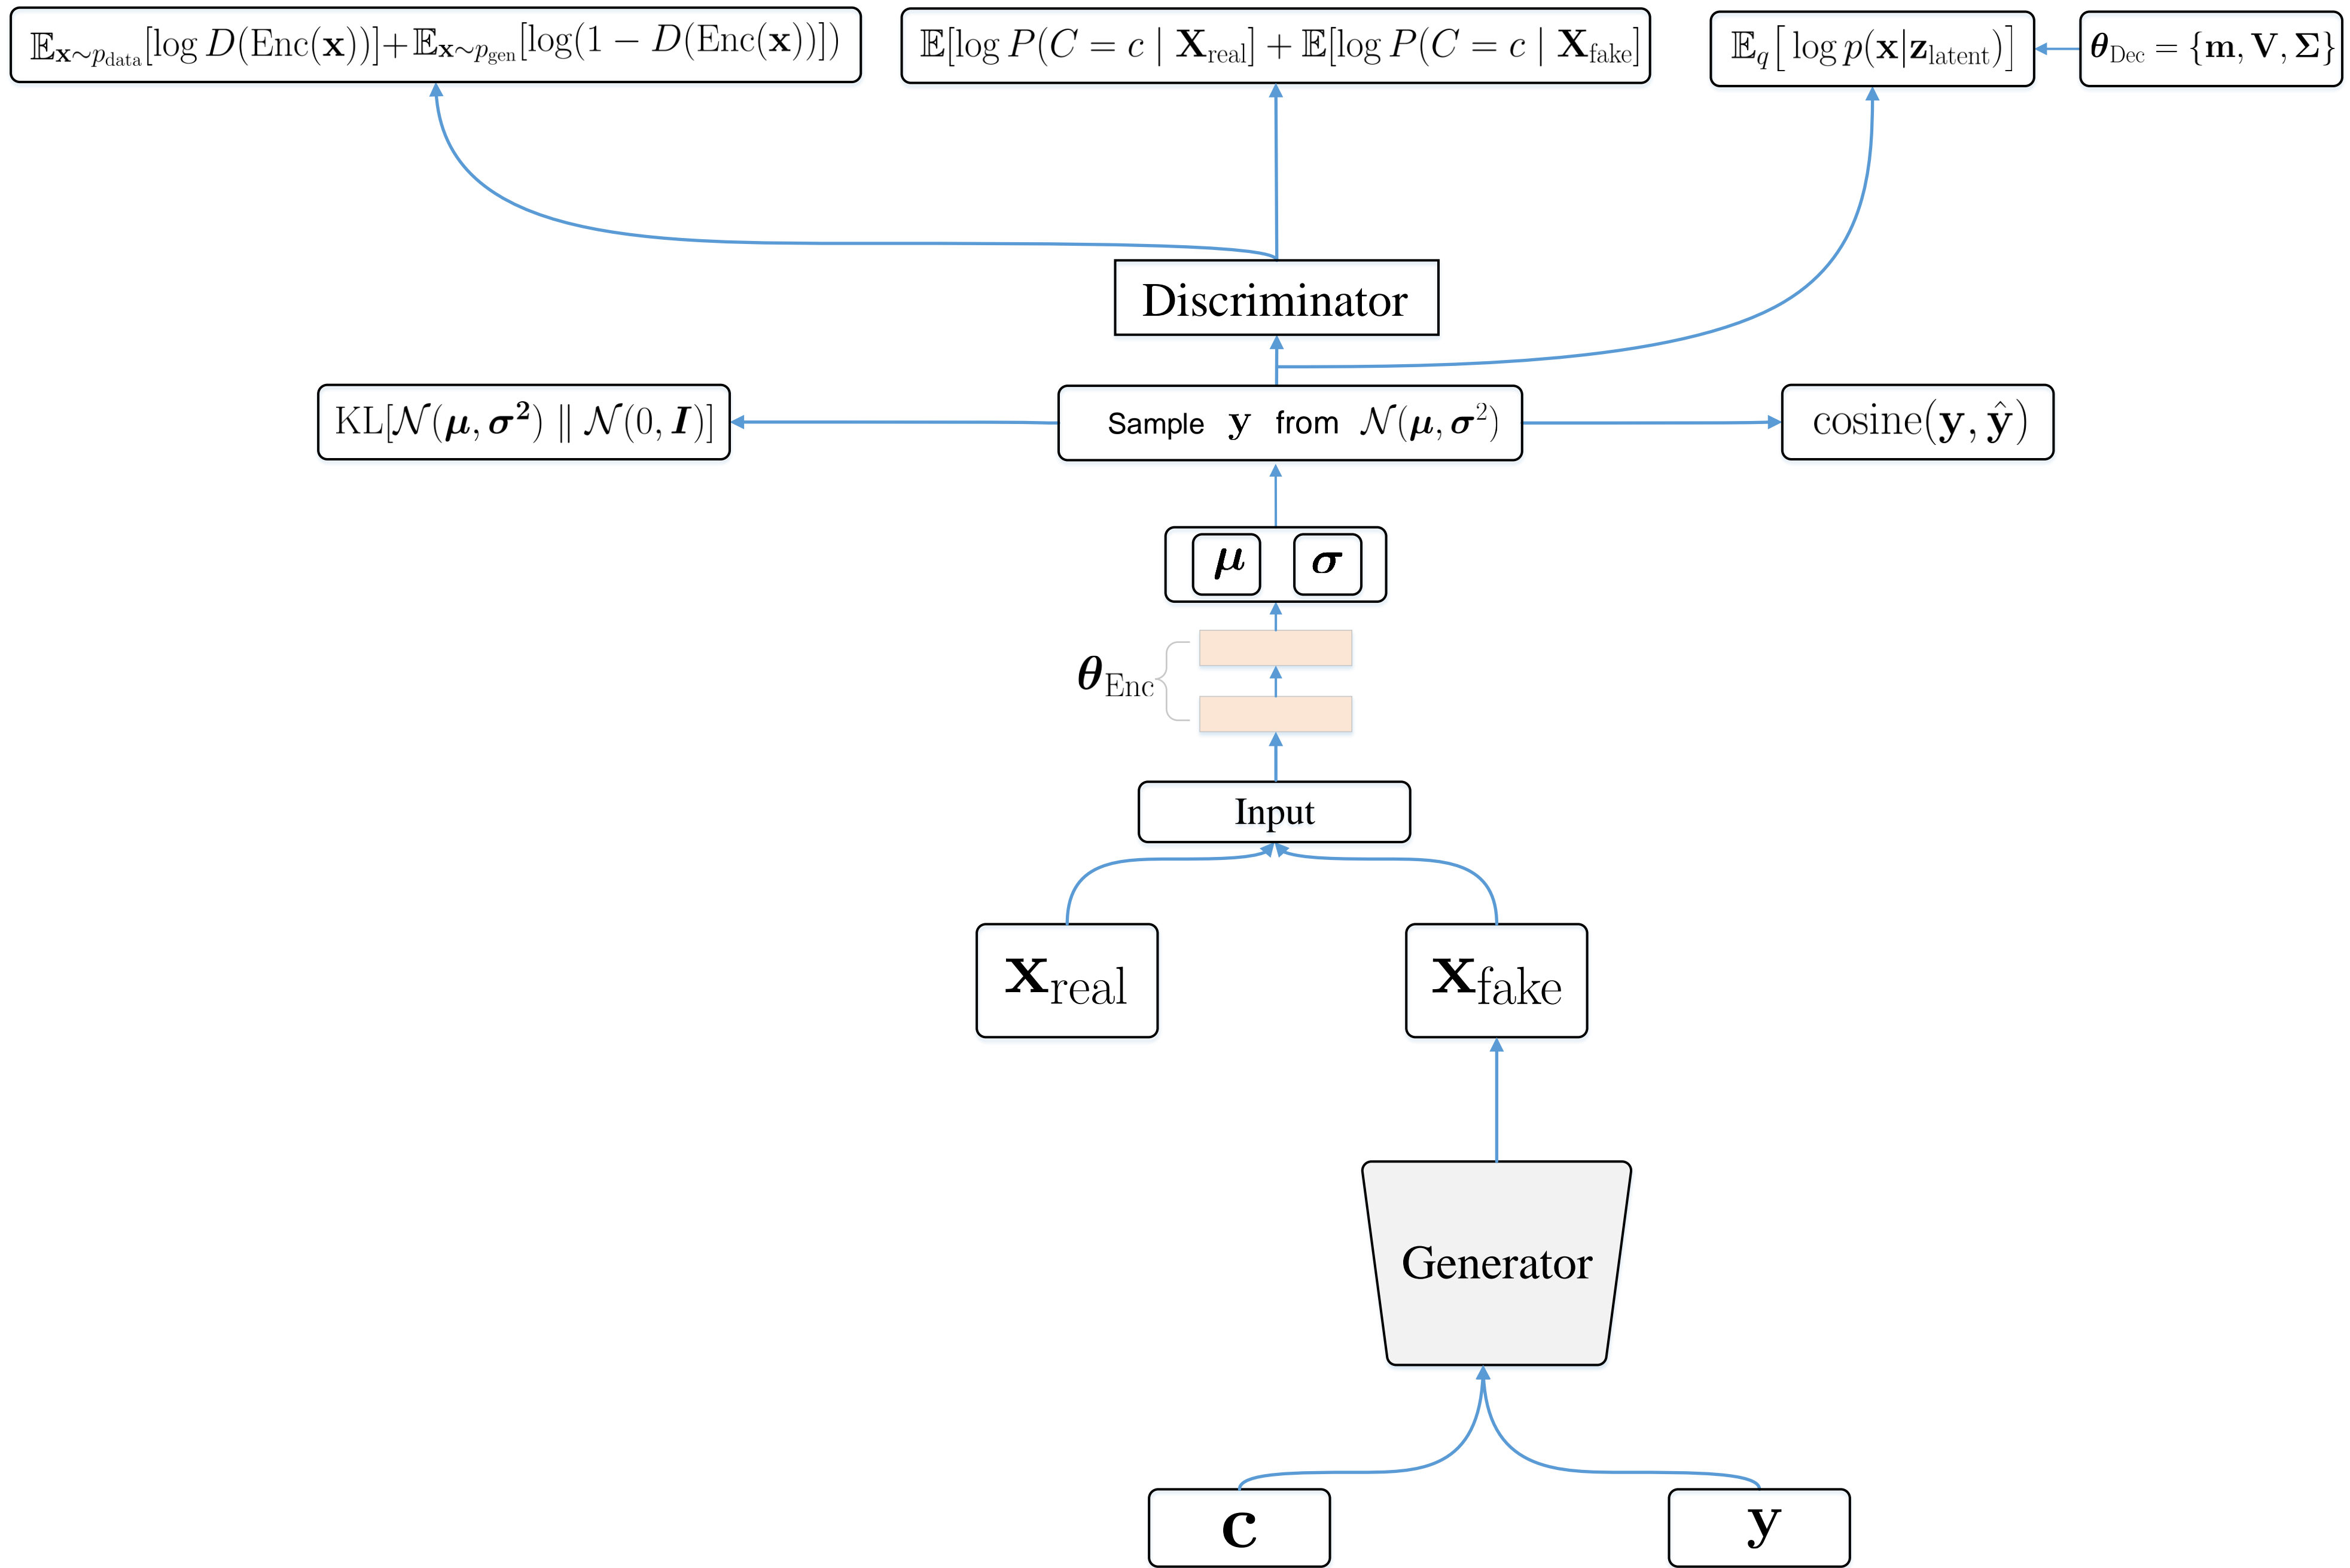 𝔼_{𝐱∼p_data}[log D(Enc(𝐱))]+𝔼_{𝐱∼p_gen}[log(1 − D(Enc(𝐱))])
𝔼[log P(C = c | 𝐗_real] + 𝔼[log P(C = c | 𝐗_fake]
𝔼_q[ log p(𝐱|𝐳_latent)]
𝜽_Dec = {𝐦, 𝐕, 𝚺}
Discriminator
KL[𝒩(𝝁, 𝝈²) ∥ 𝒩(0, 𝑰)]
Sample 𝐲 from 𝒩(𝝁, 𝝈²)
cosine(𝐲, 𝐲̂)
𝝁 𝝈
𝜽_Enc
Input
𝐱_real 𝐱_fake
Generator
𝐜 𝐲